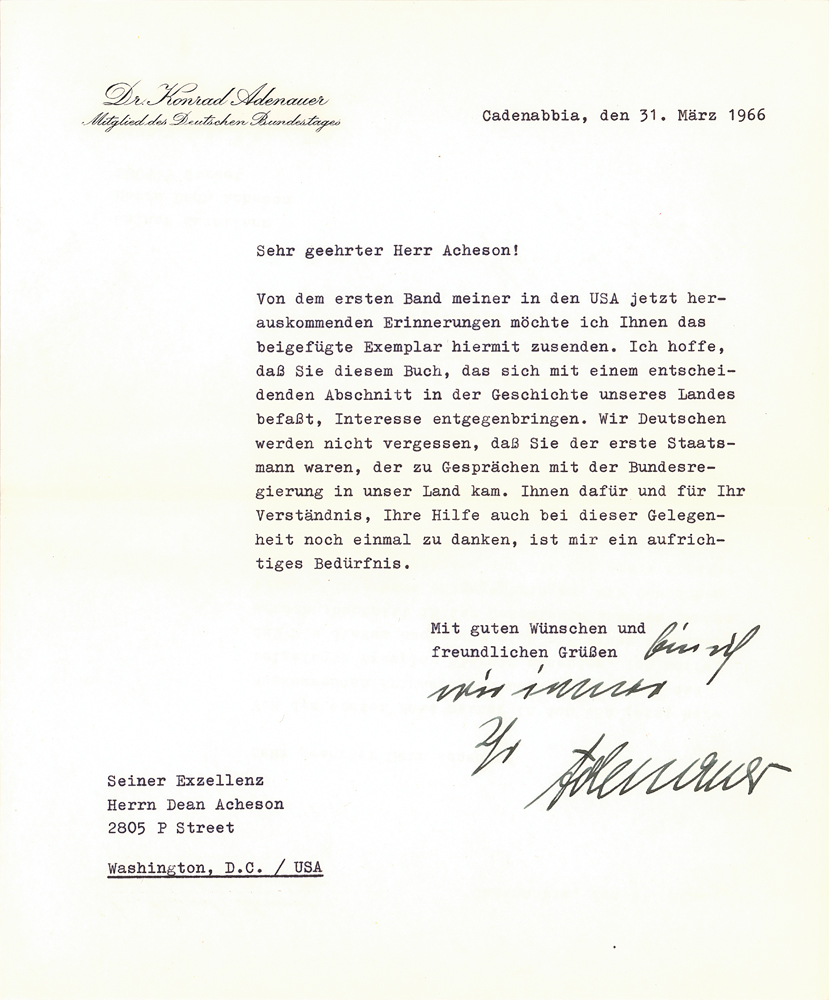 Dr. Konrad Adenauer
Mitglied des Deutschen Bundestages
Cadenabbia, den 31. März 1966
Sehr geehrter Herr Acheson!
Von dem ersten Band meiner in den USA jetzt her-
auskommenden Erinnerungen möchte ich Ihnen das
beigefügte Exemplar hiermit zusenden. Ich hoffe,
daß Sie diesem Buch, das sich mit einem entschei-
denden Abschnitt in der Geschichte unseres Landes
befaßt, Interesse entgegenbringen. Wir Deutschen
werden nicht vergessen, daß Sie der erste Staats-
mann waren, der zu Gesprächen mit der Bundesre-
gierung in unser Land kam. Ihnen dafür und für Ihr
Verständnis, Ihre Hilfe auch bei dieser Gelegen-
heit noch einmal zu danken, ist mir ein aufrich-
tiges Bedürfnis.
Mit guten Wünschen und
freundlichen Grüßen bin ich
wie immer
Ihr
Adenauer
Seiner Exzellenz
Herrn Dean Acheson
2805 P Street
Washington, D.C. / USA